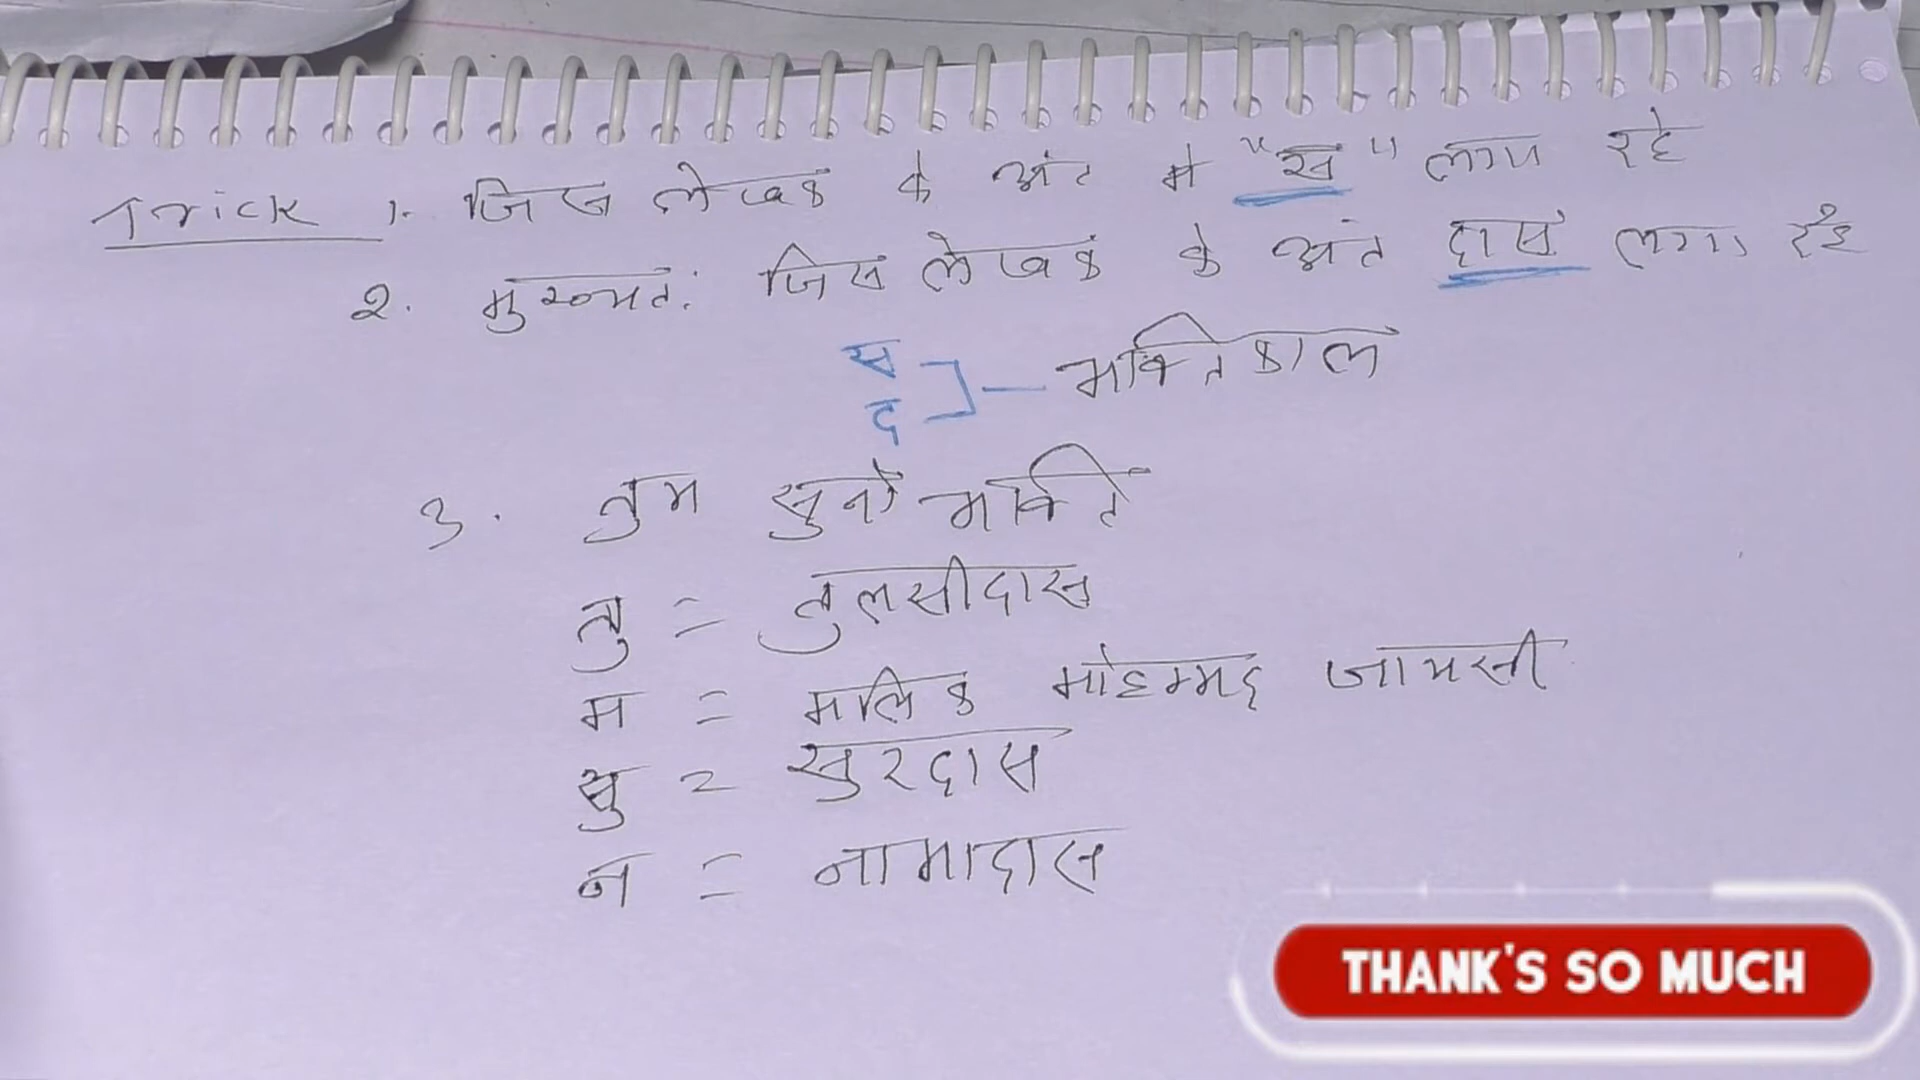 Trick 1. जिस लेखक के अंत मे "स" लगा रहे
2. मुख्यतः जिस लेखक के अंत दास लगा रहे
स
द ] — भक्तिकाल
3. तुम सुनो भक्ति
तु = तुलसीदास
म = मलिक मोहम्मद जायसी
सु = सुरदास
न = नाभादास
THANK'S SO MUCH